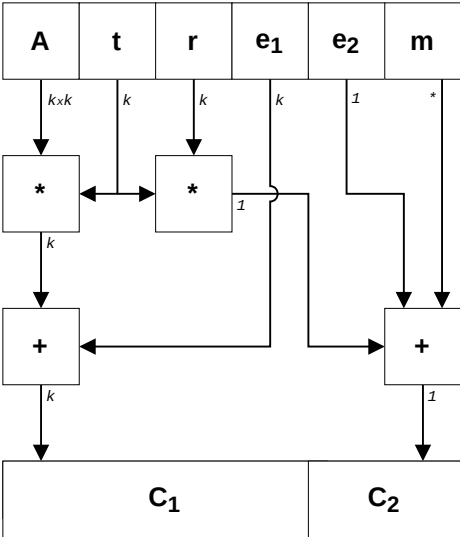 A t r e₁ e₂ m
k×k k k k 1 *
* *
1
k
+ +
k 1
C₁ C₂